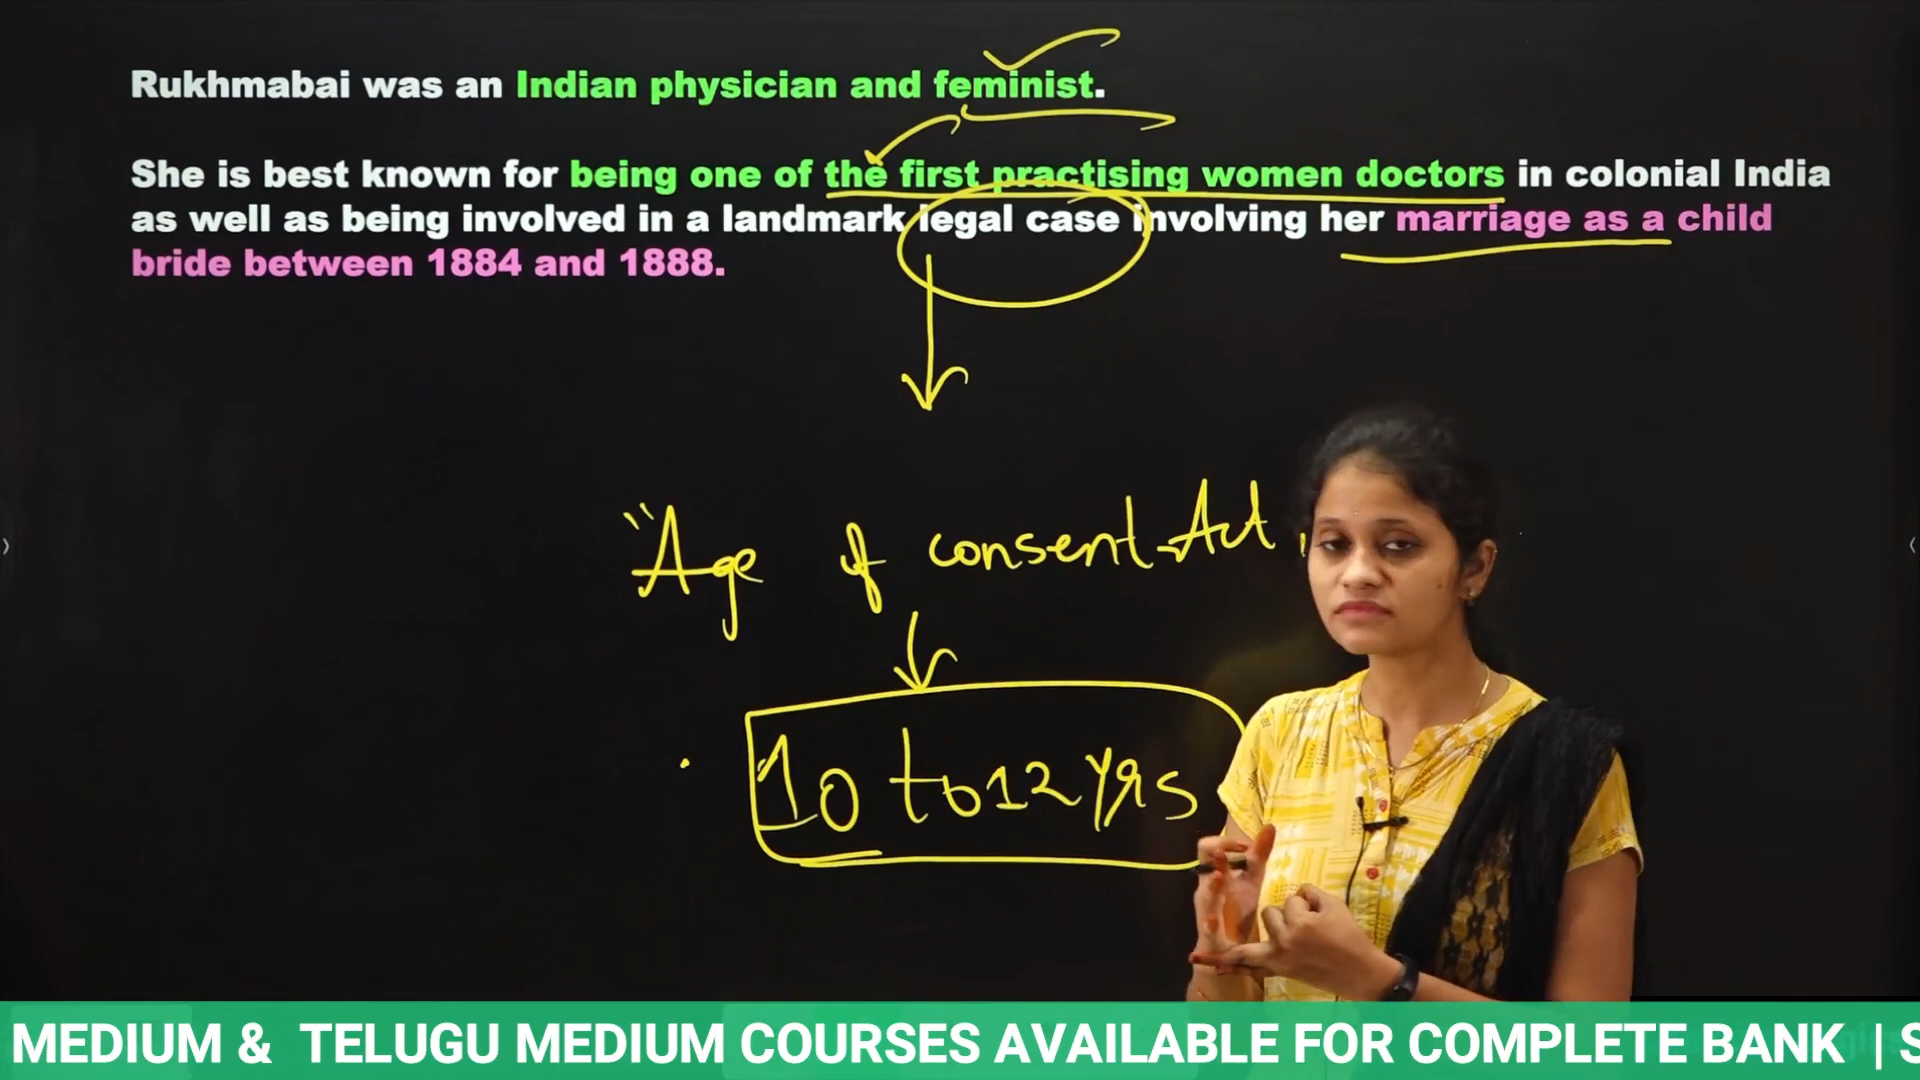 Rukhmabai was an Indian physician and feminist.
She is best known for being one of the first practising women doctors in colonial India
as well as being involved in a landmark legal case involving her marriage as a child
bride between 1884 and 1888.
"Age of consent Act
10 to 12 yrs
MEDIUM & TELUGU MEDIUM COURSES AVAILABLE FOR COMPLETE BANK | S